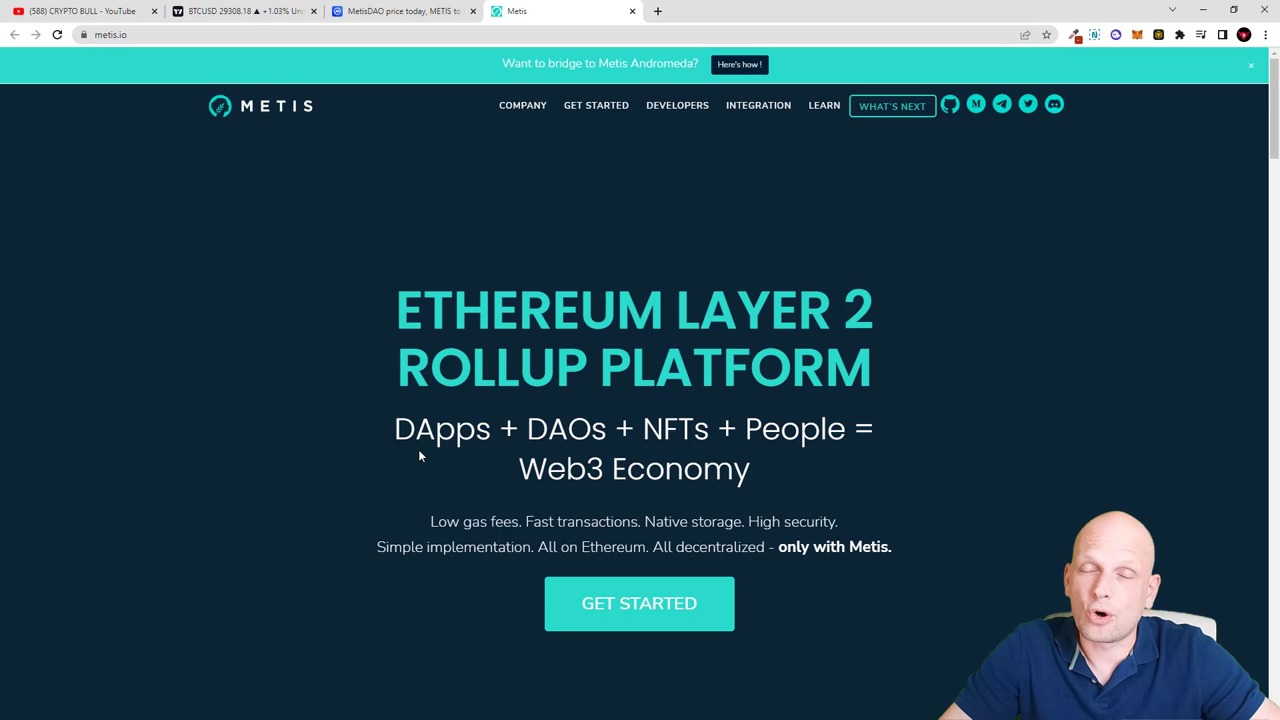 (588) CRYPTO BULL - YouTube
BTCUSD 29308.18 ▲ +1.03% Un
MetisDAO price today, METIS to
Metis
metis.io
Want to bridge to Metis Andromeda?
Here's how !
METIS
COMPANY
GET STARTED
DEVELOPERS
INTEGRATION
LEARN
WHAT'S NEXT
ETHEREUM LAYER 2
ROLLUP PLATFORM
DApps + DAOs + NFTs + People =
Web3 Economy
Low gas fees. Fast transactions. Native storage. High security.
Simple implementation. All on Ethereum. All decentralized - only with Metis.
GET STARTED